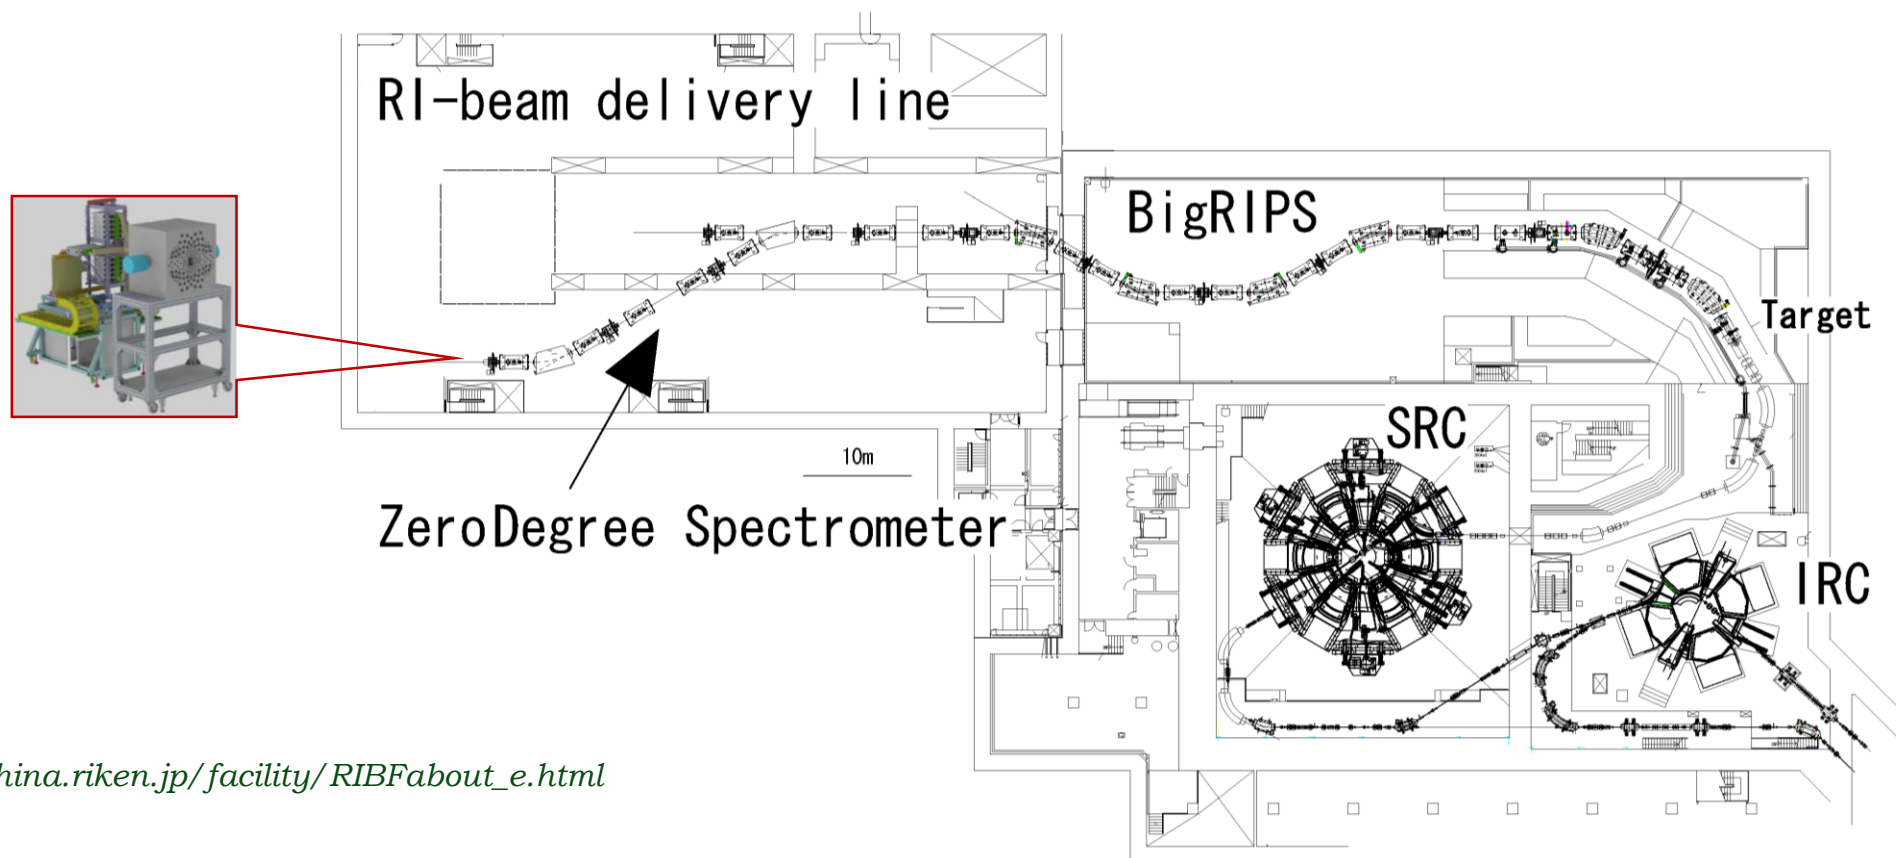 RI-beam delivery line
BigRIPS
Target
SRC
10m
ZeroDegree Spectrometer
IRC
hina.riken.jp/facility/RIBFabout_e.html